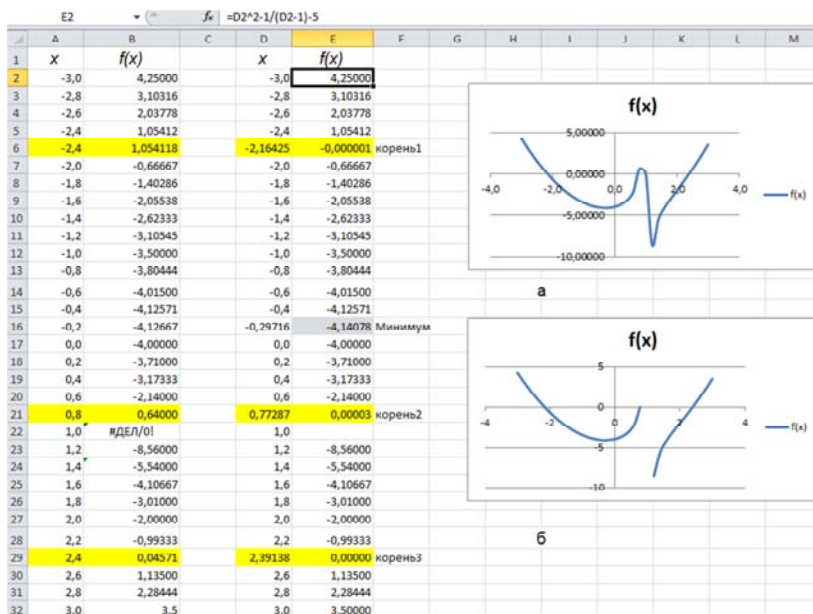 E2 fx =D2^2-1/(D2-1)-5
A B C D E F G H I J K L M
1 x f(x) x f(x)
2 -3,0 4,25000 -3,0 4,25000
3 -2,8 3,10316 -2,8 3,10316
4 -2,6 2,03778 -2,6 2,03778
5 -2,4 1,05412 -2,4 1,05412
6 -2,4 1,054118 -2,16425 -0,000001 корень1
7 -2,0 -0,66667 -2,0 -0,66667
8 -1,8 -1,40286 -1,8 -1,40286
9 -1,6 -2,05538 -1,6 -2,05538
10 -1,4 -2,62333 -1,4 -2,62333
11 -1,2 -3,10545 -1,2 -3,10545
12 -1,0 -3,50000 -1,0 -3,50000
13 -0,8 -3,80444 -0,8 -3,80444
14 -0,6 -4,01500 -0,6 -4,01500
15 -0,4 -4,12571 -0,4 -4,12571
16 -0,2 -4,12667 -0,29716 -4,14078 Минимум
17 0,0 -4,00000 0,0 -4,00000
18 0,2 -3,71000 0,2 -3,71000
19 0,4 -3,17333 0,4 -3,17333
20 0,6 -2,14000 0,6 -2,14000
21 0,8 0,64000 0,77287 0,00003 корень2
22 1,0 #ДЕЛ/0! 1,0
23 1,2 -8,56000 1,2 -8,56000
24 1,4 -5,54000 1,4 -5,54000
25 1,6 -4,10667 1,6 -4,10667
26 1,8 -3,01000 1,8 -3,01000
27 2,0 -2,00000 2,0 -2,00000
28 2,2 -0,99333 2,2 -0,99333
29 2,4 0,04571 2,39138 0,00000 корень3
30 2,6 1,13500 2,6 1,13500
31 2,8 2,28444 2,8 2,28444
32 3,0 3,5 3,0 3,50000
f(x)
5,00000
0,00000
-4,0 -2,0 0,0 2,0 4,0
f(x)
-5,00000
-10,00000
а
f(x)
5
0
-4 -2 0 2 4
f(x)
-5
-10
б